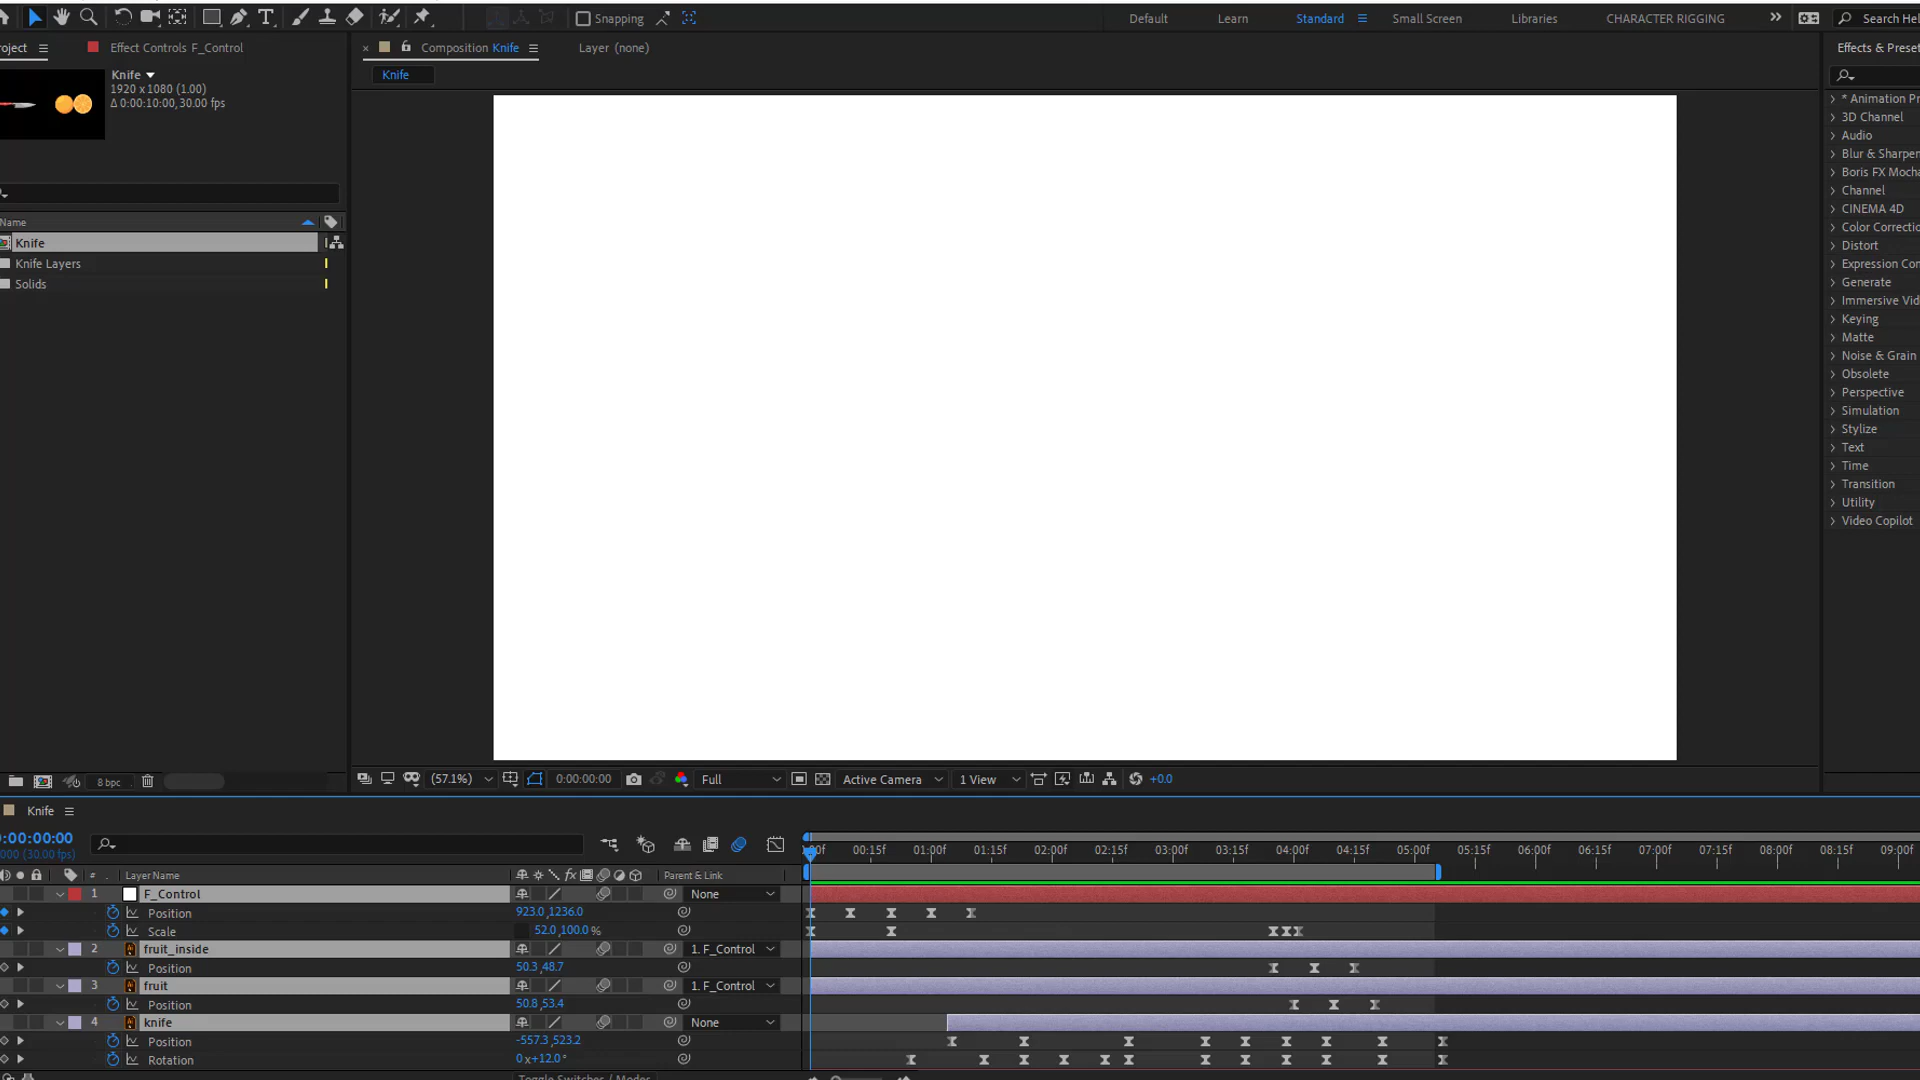 Snapping
Default
Learn
Standard
Small Screen
Libraries
CHARACTER RIGGING
Search Hel
roject
Effect Controls F_Control
Composition Knife
Layer (none)
Effects & Preset
Knife
1920 x 1080 (1.00)
Δ 0:00:10:00, 30.00 fps
Knife
* Animation Pr
3D Channel
Audio
Blur & Sharpen
Boris FX Mocha
Channel
CINEMA 4D
Color Correctio
Distort
Expression Con
Generate
Immersive Vid
Keying
Matte
Noise & Grain
Obsolete
Perspective
Simulation
Stylize
Text
Time
Transition
Utility
Video Copilot
Name
Knife
Knife Layers
Solids
8 bpc
(57.1%)
0:00:00:00
Full
Active Camera
1 View
+0.0
Knife
0:00:00:00
000 (30.00 fps)
:00f 00:15f 01:00f 01:15f 02:00f 02:15f 03:00f 03:15f 04:00f 04:15f 05:00f 05:15f 06:00f 06:15f 07:00f 07:15f 08:00f 08:15f 09:00f
# Layer Name fx Parent & Link
1 F_Control None
Position 923.0,1236.0
Scale 52.0,100.0 %
2 fruit_inside 1. F_Control
Position 50.3,48.7
3 fruit 1. F_Control
Position 50.8,53.4
4 knife None
Position -557.3,523.2
Rotation 0 x+12.0 °
Toggle Switches / Modes